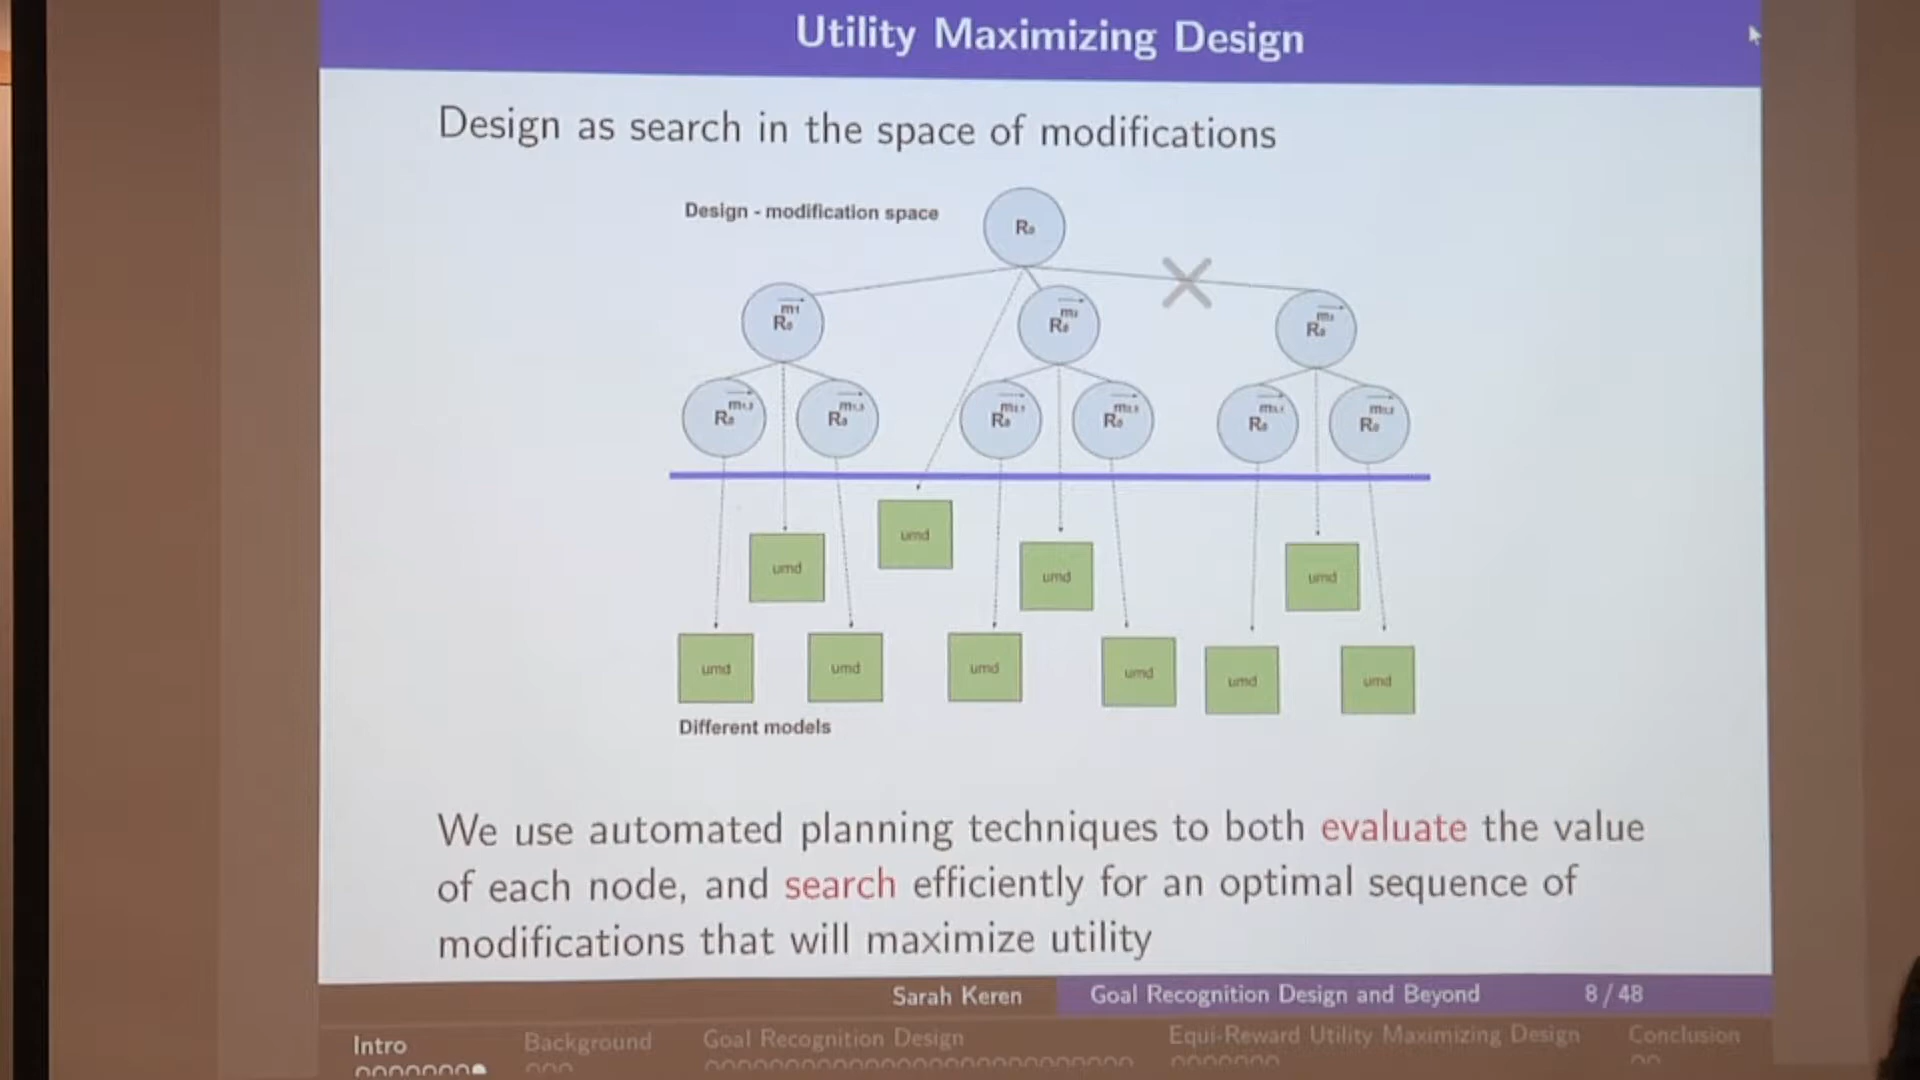 Utility Maximizing Design
Design as search in the space of modifications
Design - modification space
R₀
m1
R₀
R₀
R₀
R₀
R₀
R₀
R₀
R₀
R₀
umd
umd
umd
umd
umd
umd
umd
umd
umd
umd
Different models
We use automated planning techniques to both evaluate the value
of each node, and search efficiently for an optimal sequence of
modifications that will maximize utility
Sarah Keren Goal Recognition Design and Beyond 8 / 48
Intro Background Goal Recognition Design Equi-Reward Utility Maximizing Design Conclusion